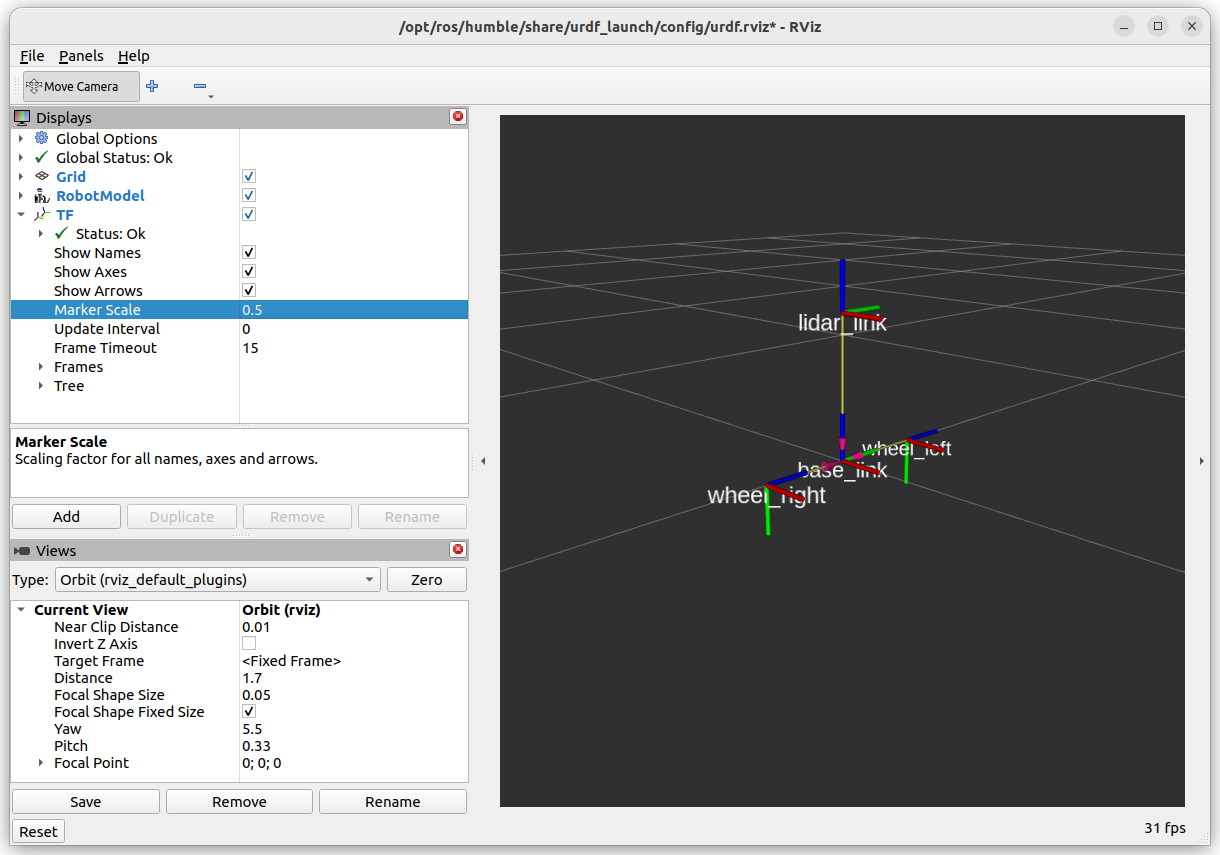 /opt/ros/humble/share/urdf_launch/config/urdf.rviz* - RViz
File Panels Help
Move Camera
Displays
Global Options
Global Status: Ok
Grid
RobotModel
TF
Status: Ok
Show Names
Show Axes
Show Arrows
Marker Scale 0.5
Update Interval 0
Frame Timeout 15
Frames
Tree
Marker Scale
Scaling factor for all names, axes and arrows.
Add Duplicate Remove Rename
Views
Type: Orbit (rviz_default_plugins) Zero
Current View Orbit (rviz)
Near Clip Distance 0.01
Invert Z Axis
Target Frame <Fixed Frame>
Distance 1.7
Focal Shape Size 0.05
Focal Shape Fixed Size
Yaw 5.5
Pitch 0.33
Focal Point 0; 0; 0
Save Remove Rename
Reset
lidar_link
wheel_left
base_link
wheel_right
31 fps